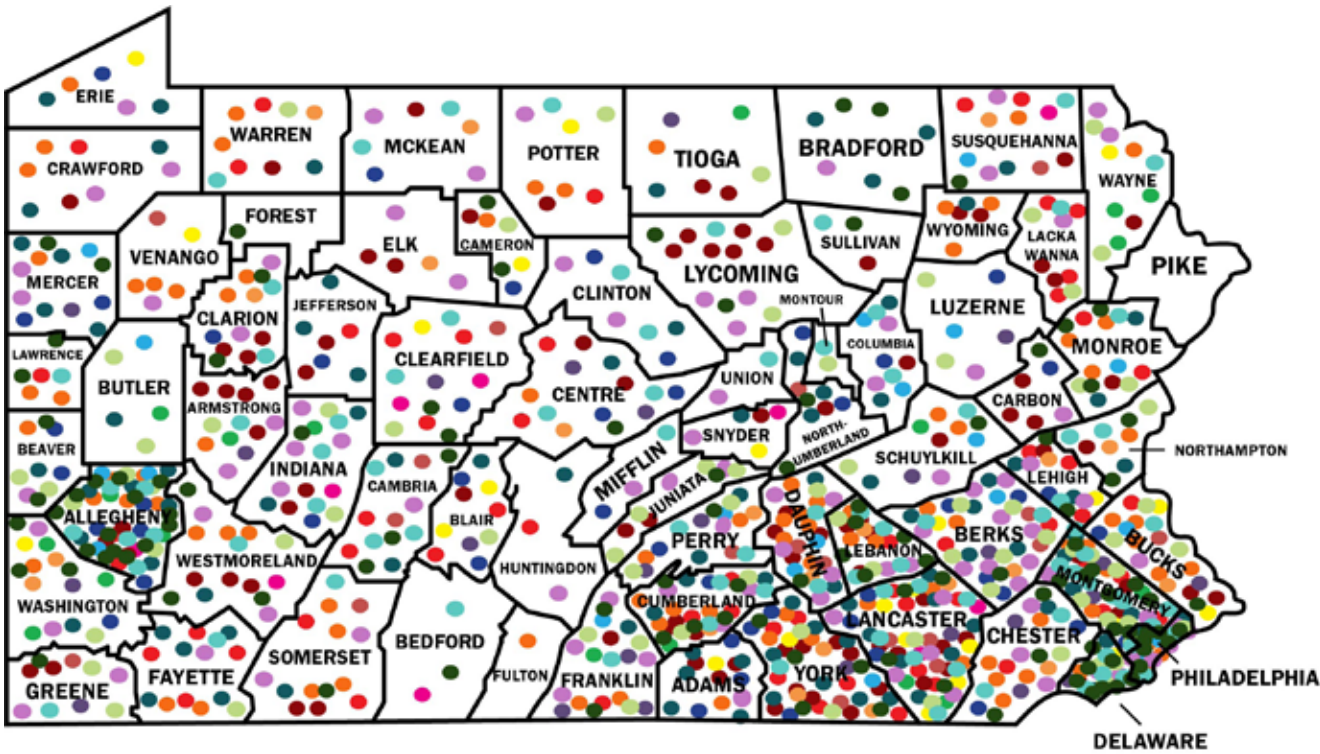 ERIE
WARREN
MCKEAN
POTTER
TIOGA
BRADFORD
SUSQUEHANNA
CRAWFORD
WAYNE
FOREST
VENANGO
ELK
CAMERON
SULLIVAN
WYOMING
LACKA
WANNA
PIKE
MERCER
CLARION
JEFFERSON
CLINTON
LYCOMING
MONTOUR
LUZERNE
LAWRENCE
BUTLER
CLEARFIELD
CENTRE
UNION
COLUMBIA
MONROE
ARMSTRONG
CARBON
BEAVER
INDIANA
SNYDER
NORTH-
UMBERLAND
SCHUYLKILL
NORTHAMPTON
MIFFLIN
JUNIATA
LEHIGH
CAMBRIA
BLAIR
ALLEGHENY
WESTMORELAND
HUNTINGDON
PERRY
DAUPHIN
LEBANON
BERKS
BUCKS
MONTGOMERY
WASHINGTON
CUMBERLAND
LANCASTER
CHESTER
GREENE
FAYETTE
SOMERSET
BEDFORD
FULTON
FRANKLIN
ADAMS
YORK
PHILADELPHIA
DELAWARE